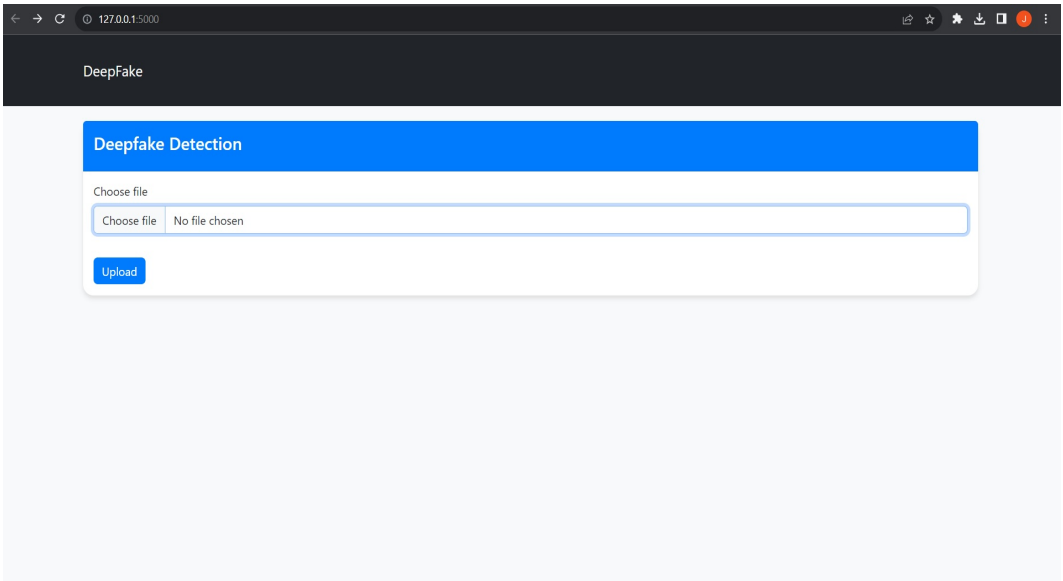 127.0.0.1:5000
J
DeepFake
Deepfake Detection
Choose file
Choose file No file chosen
Upload